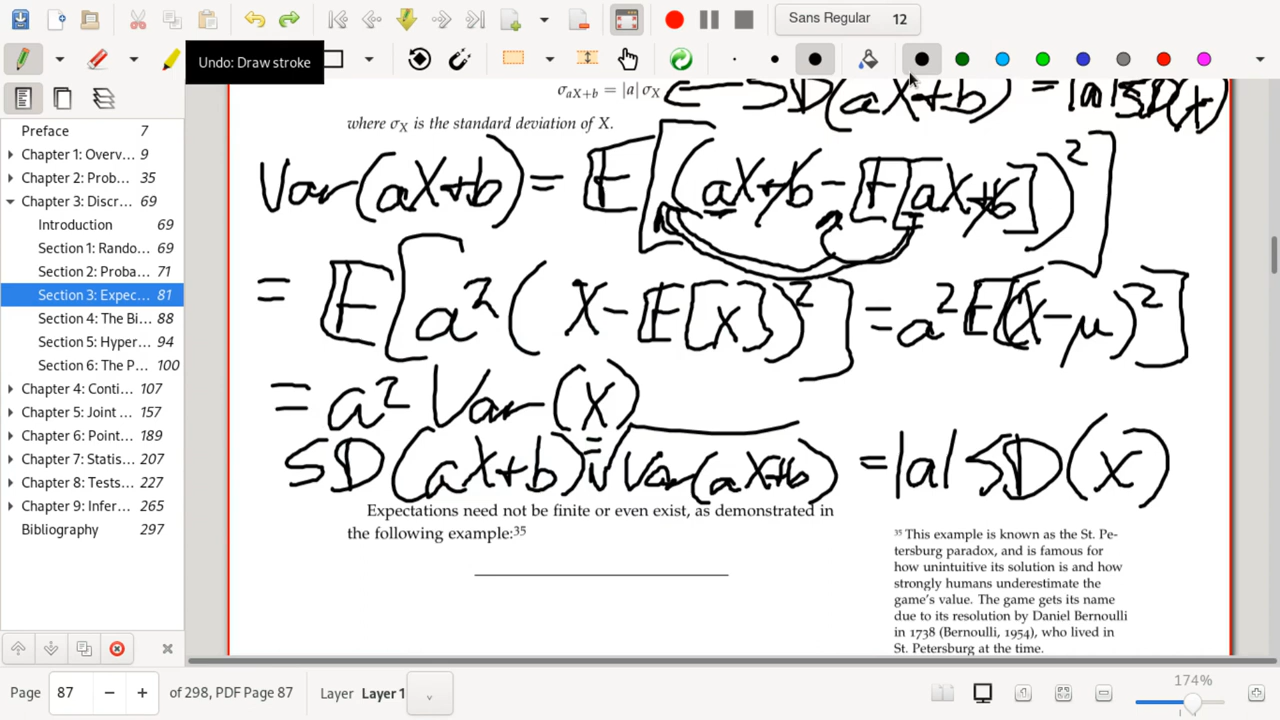 Sans Regular 12
Undo: Draw stroke
Preface 7
Chapter 1: Overv... 9
Chapter 2: Prob... 35
Chapter 3: Discr... 69
Introduction 69
Section 1: Rando... 69
Section 2: Proba... 71
Section 3: Expec... 81
Section 4: The Bi... 88
Section 5: Hyper... 94
Section 6: The P... 100
Chapter 4: Conti... 107
Chapter 5: Joint ... 157
Chapter 6: Point... 189
Chapter 7: Statis... 207
Chapter 8: Tests... 227
Chapter 9: Infer... 265
Bibliography 297
σ_{aX+b} = |a| σ_X ⟵ SD(aX+b) = |a|SD(x)
where σ_X is the standard deviation of X.
Var(aX+b) = E[(aX+b - E[aX+b])²]
= E[a²(X - E[X])²] = a² E[(X-μ)²]
= a² Var(X)
SD(aX+b) = √Var(aX+b) = |a| SD(X)
Expectations need not be finite or even exist, as demonstrated in
the following example:³⁵
³⁵ This example is known as the St. Pe-
tersburg paradox, and is famous for
how unintuitive its solution is and how
strongly humans underestimate the
game's value. The game gets its name
due to its resolution by Daniel Bernoulli
in 1738 (Bernoulli, 1954), who lived in
St. Petersburg at the time.
Page 87 of 298, PDF Page 87 Layer Layer 1 174%